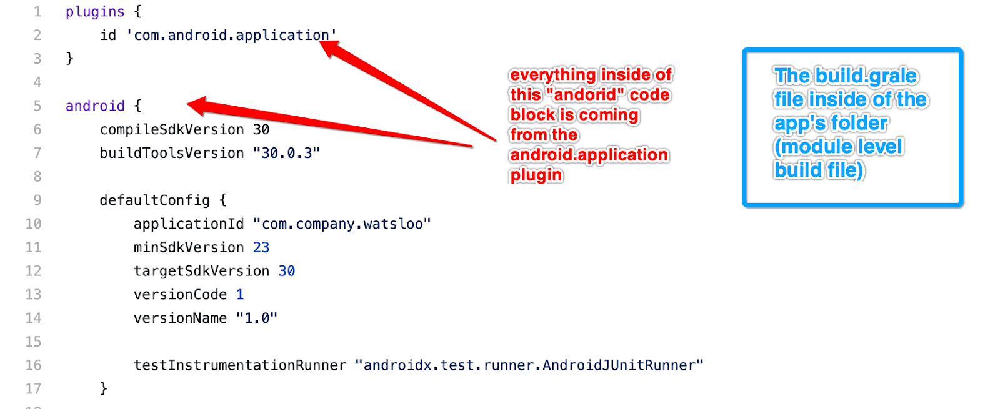 1 plugins {
2 id 'com.android.application'
3 }
4
5 android {
6 compileSdkVersion 30
7 buildToolsVersion "30.0.3"
8
9 defaultConfig {
10 applicationId "com.company.watsloo"
11 minSdkVersion 23
12 targetSdkVersion 30
13 versionCode 1
14 versionName "1.0"
15
16 testInstrumentationRunner "androidx.test.runner.AndroidJUnitRunner"
17 }
everything inside of
this "andorid" code
block is coming
from the
android.application
plugin
The build.grale
file inside of the
app's folder
(module level
build file)